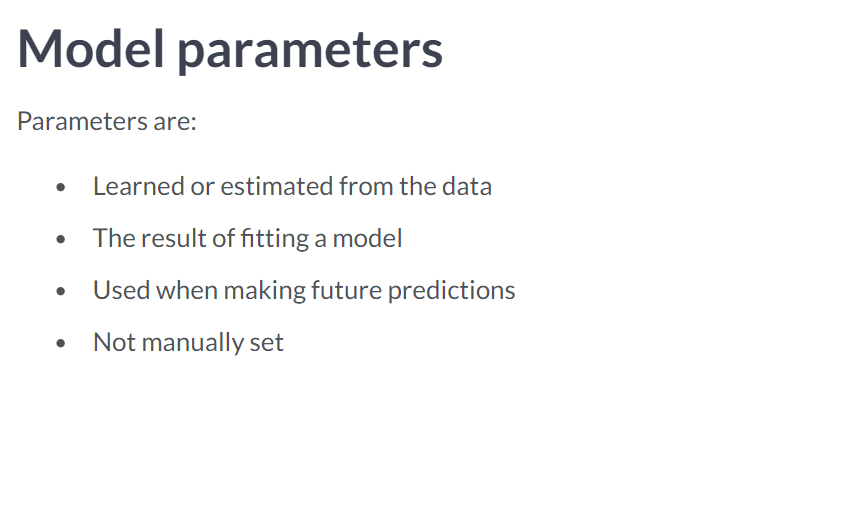 Model parameters
Parameters are:
• Learned or estimated from the data
• The result of fitting a model
• Used when making future predictions
• Not manually set